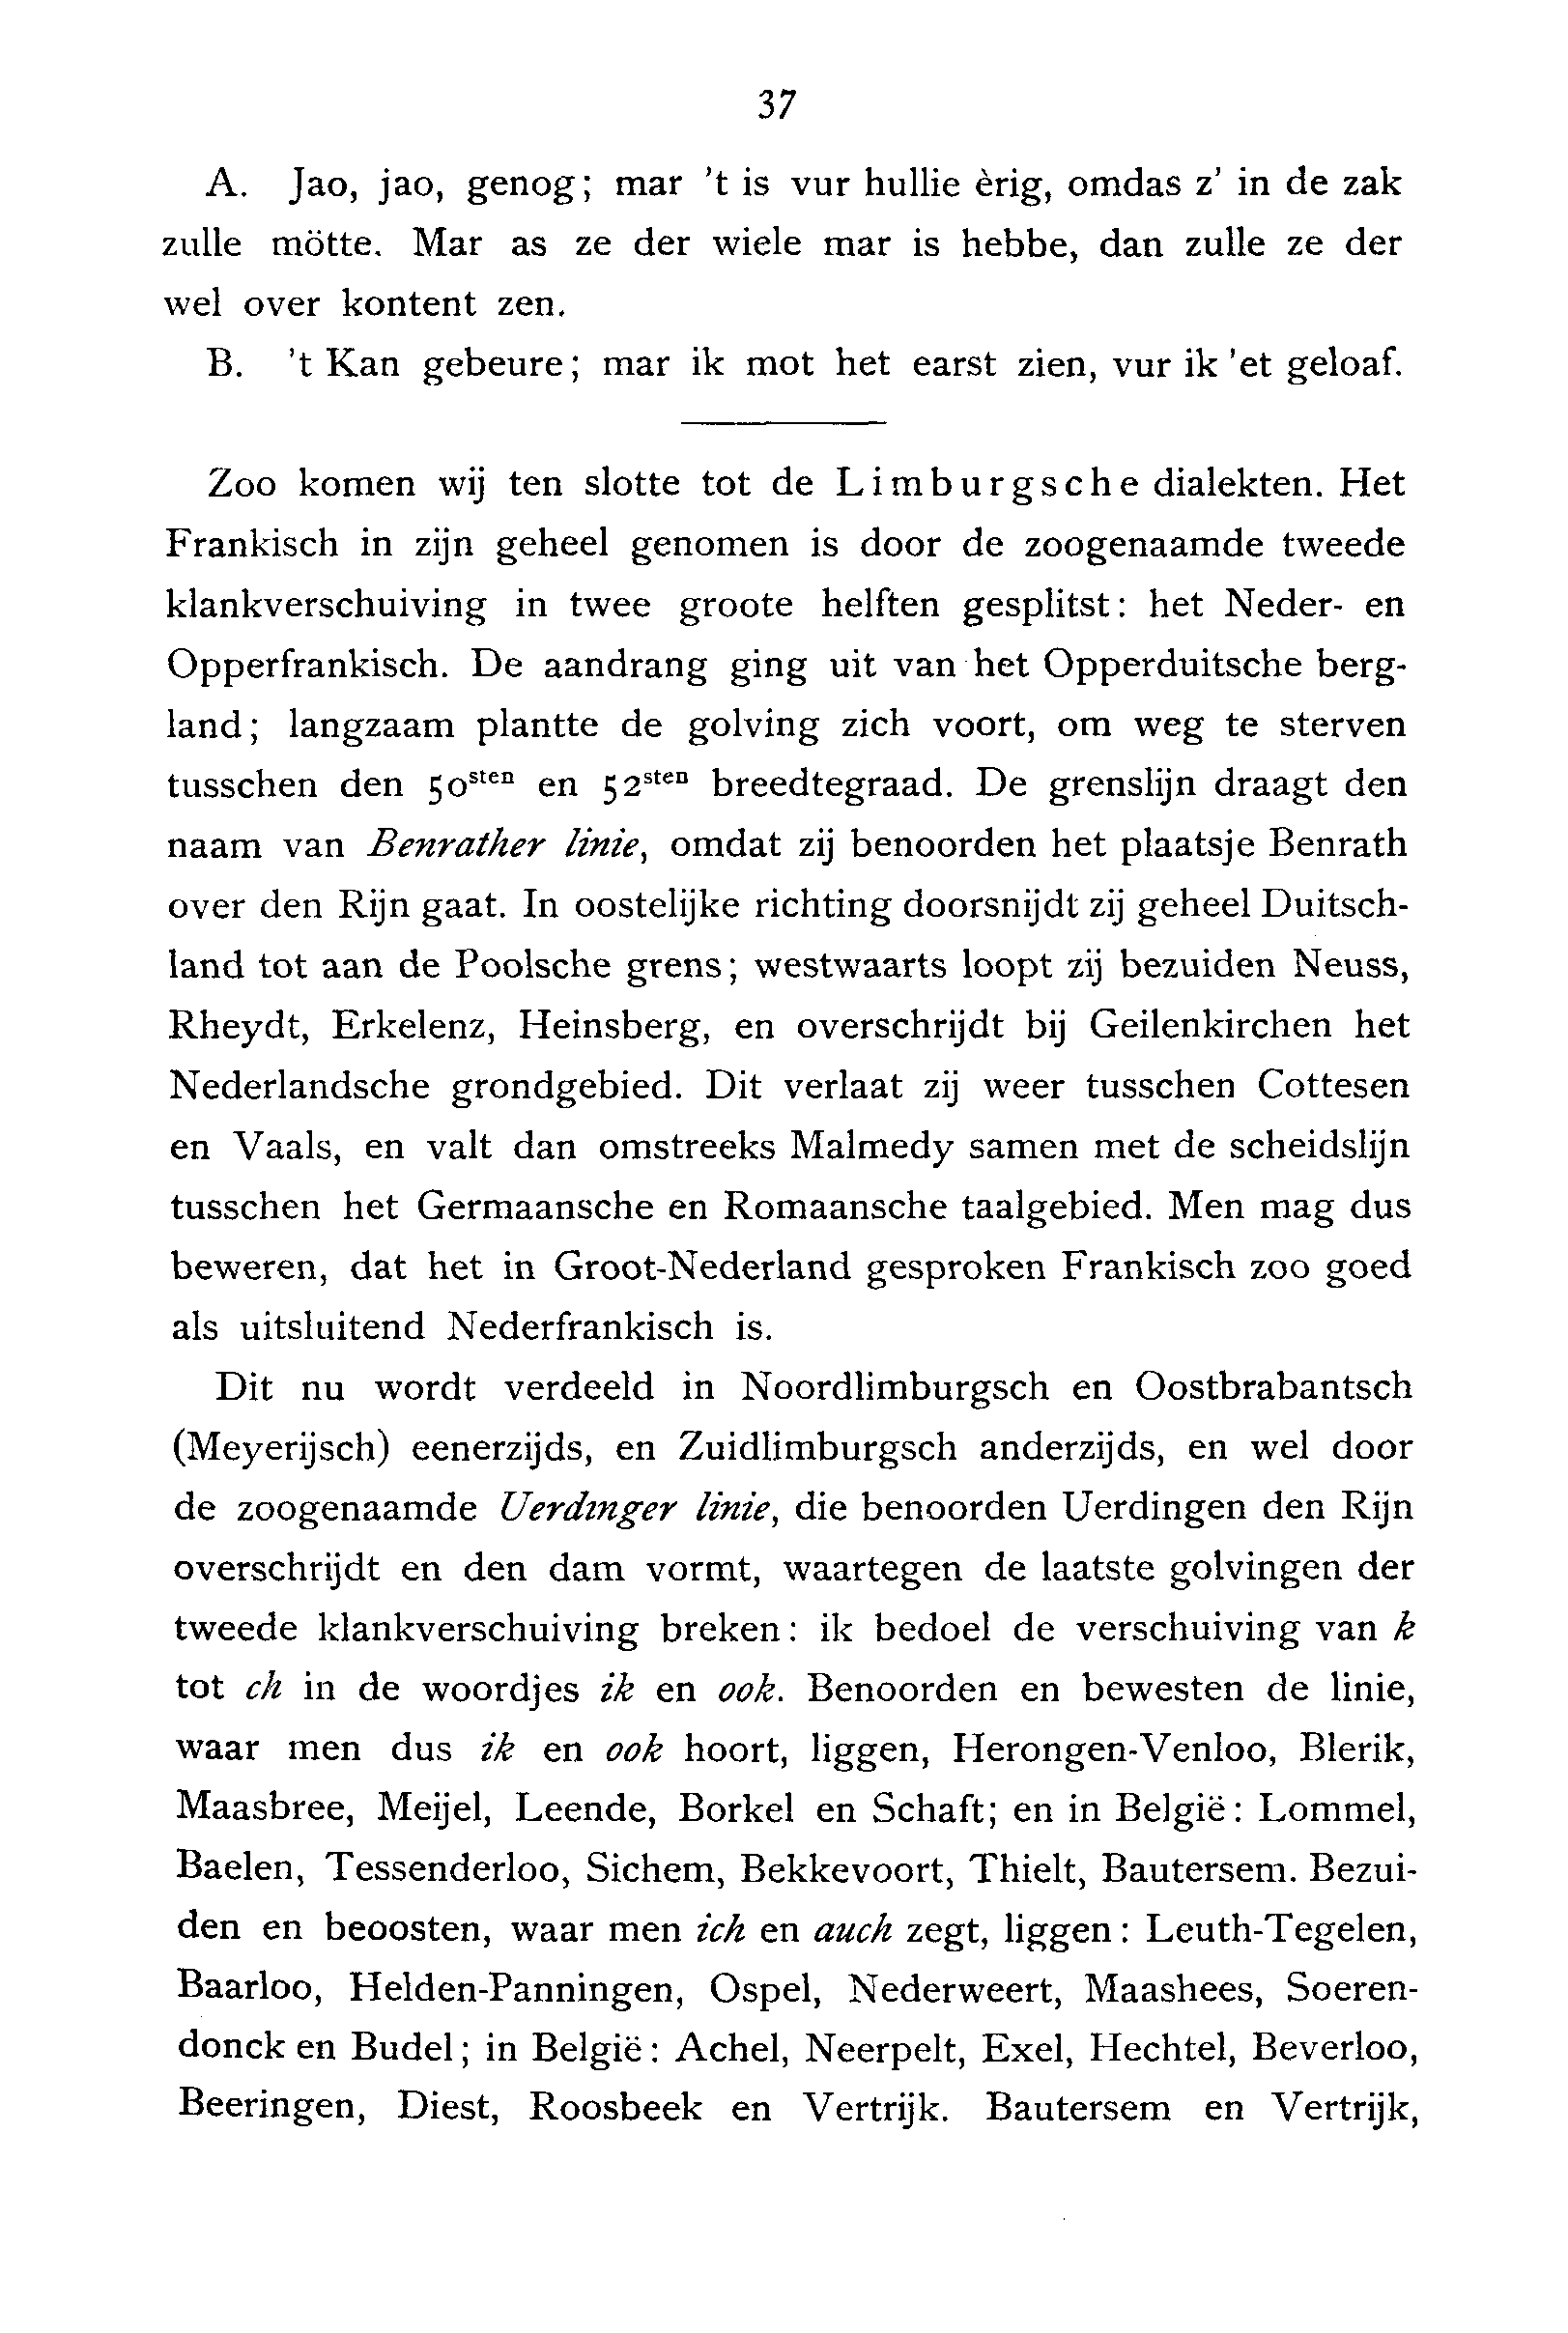 37
A. Jao, jao, genog; mar 't is vur hullie èrig, omdas z' in de zak
zulle mötte. Mar as ze der wiele mar is hebbe, dan zulle ze der
wel over kontent zen.
B. 't Kan gebeure; mar ik mot het earst zien, vur ik 'et geloaf.
Zoo komen wij ten slotte tot de Limburgsche dialekten. Het
Frankisch in zijn geheel genomen is door de zoogenaamde tweede
klankverschuiving in twee groote helften gesplitst: het Neder- en
Opperfrankisch. De aandrang ging uit van het Opperduitsche berg-
land; langzaam plantte de golving zich voort, om weg te sterven
tusschen den 50sten en 52sten breedtegraad. De grenslijn draagt den
naam van Benrather linie, omdat zij benoorden het plaatsje Benrath
over den Rijn gaat. In oostelijke richting doorsnijdt zij geheel Duitsch-
land tot aan de Poolsche grens; westwaarts loopt zij bezuiden Neuss,
Rheydt, Erkelenz, Heinsberg, en overschrijdt bij Geilenkirchen het
Nederlandsche grondgebied. Dit verlaat zij weer tusschen Cottesen
en Vaals, en valt dan omstreeks Malmedy samen met de scheidslijn
tusschen het Germaansche en Romaansche taalgebied. Men mag dus
beweren, dat het in Groot-Nederland gesproken Frankisch zoo goed
als uitsluitend Nederfrankisch is.
Dit nu wordt verdeeld in Noordlimburgsch en Oostbrabantsch
(Meyerijsch) eenerzijds, en Zuidlimburgsch anderzijds, en wel door
de zoogenaamde Uerdinger linie, die benoorden Uerdingen den Rijn
overschrijdt en den dam vormt, waartegen de laatste golvingen der
tweede klankverschuiving breken: ik bedoel de verschuiving van k
tot ch in de woordjes ik en ook. Benoorden en bewesten de linie,
waar men dus ik en ook hoort, liggen, Herongen-Venloo, Blerik,
Maasbree, Meijel, Leende, Borkel en Schaft; en in België: Lommel,
Baelen, Tessenderloo, Sichem, Bekkevoort, Thielt, Bautersem. Bezui-
den en beoosten, waar men ich en auch zegt, liggen: Leuth-Tegelen,
Baarloo, Helden-Panningen, Ospel, Nederweert, Maashees, Soeren-
donck en Budel; in België: Achel, Neerpelt, Exel, Hechtel, Beverloo,
Beeringen, Diest, Roosbeek en Vertrijk. Bautersem en Vertrijk,